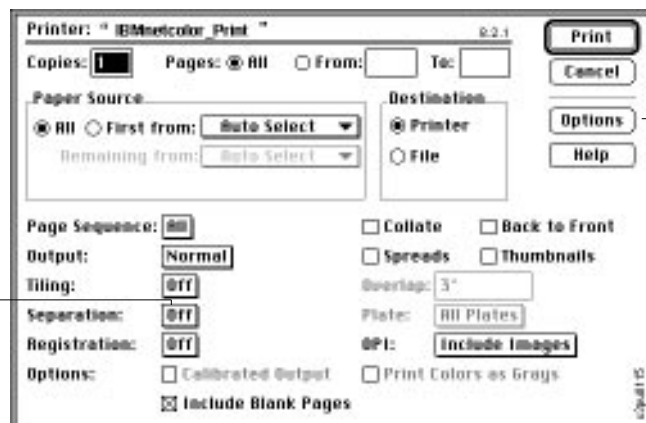 Printer: " IBMnetcolor_Print " 8.2.1
Print
Copies: 1 Pages: All From: To:
Cancel
Paper Source
Destination
All First from: Auto Select
Printer
Options
Remaining from: Auto Select
File
Help
Page Sequence: All
Collate Back to Front
Output: Normal
Spreads Thumbnails
Tiling: Off
Overlap: 3"
Separation: Off
Plate: All Plates
Registration: Off
OPI: Include Images
Options: Calibrated Output
Print Colors as Grays
Include Blank Pages